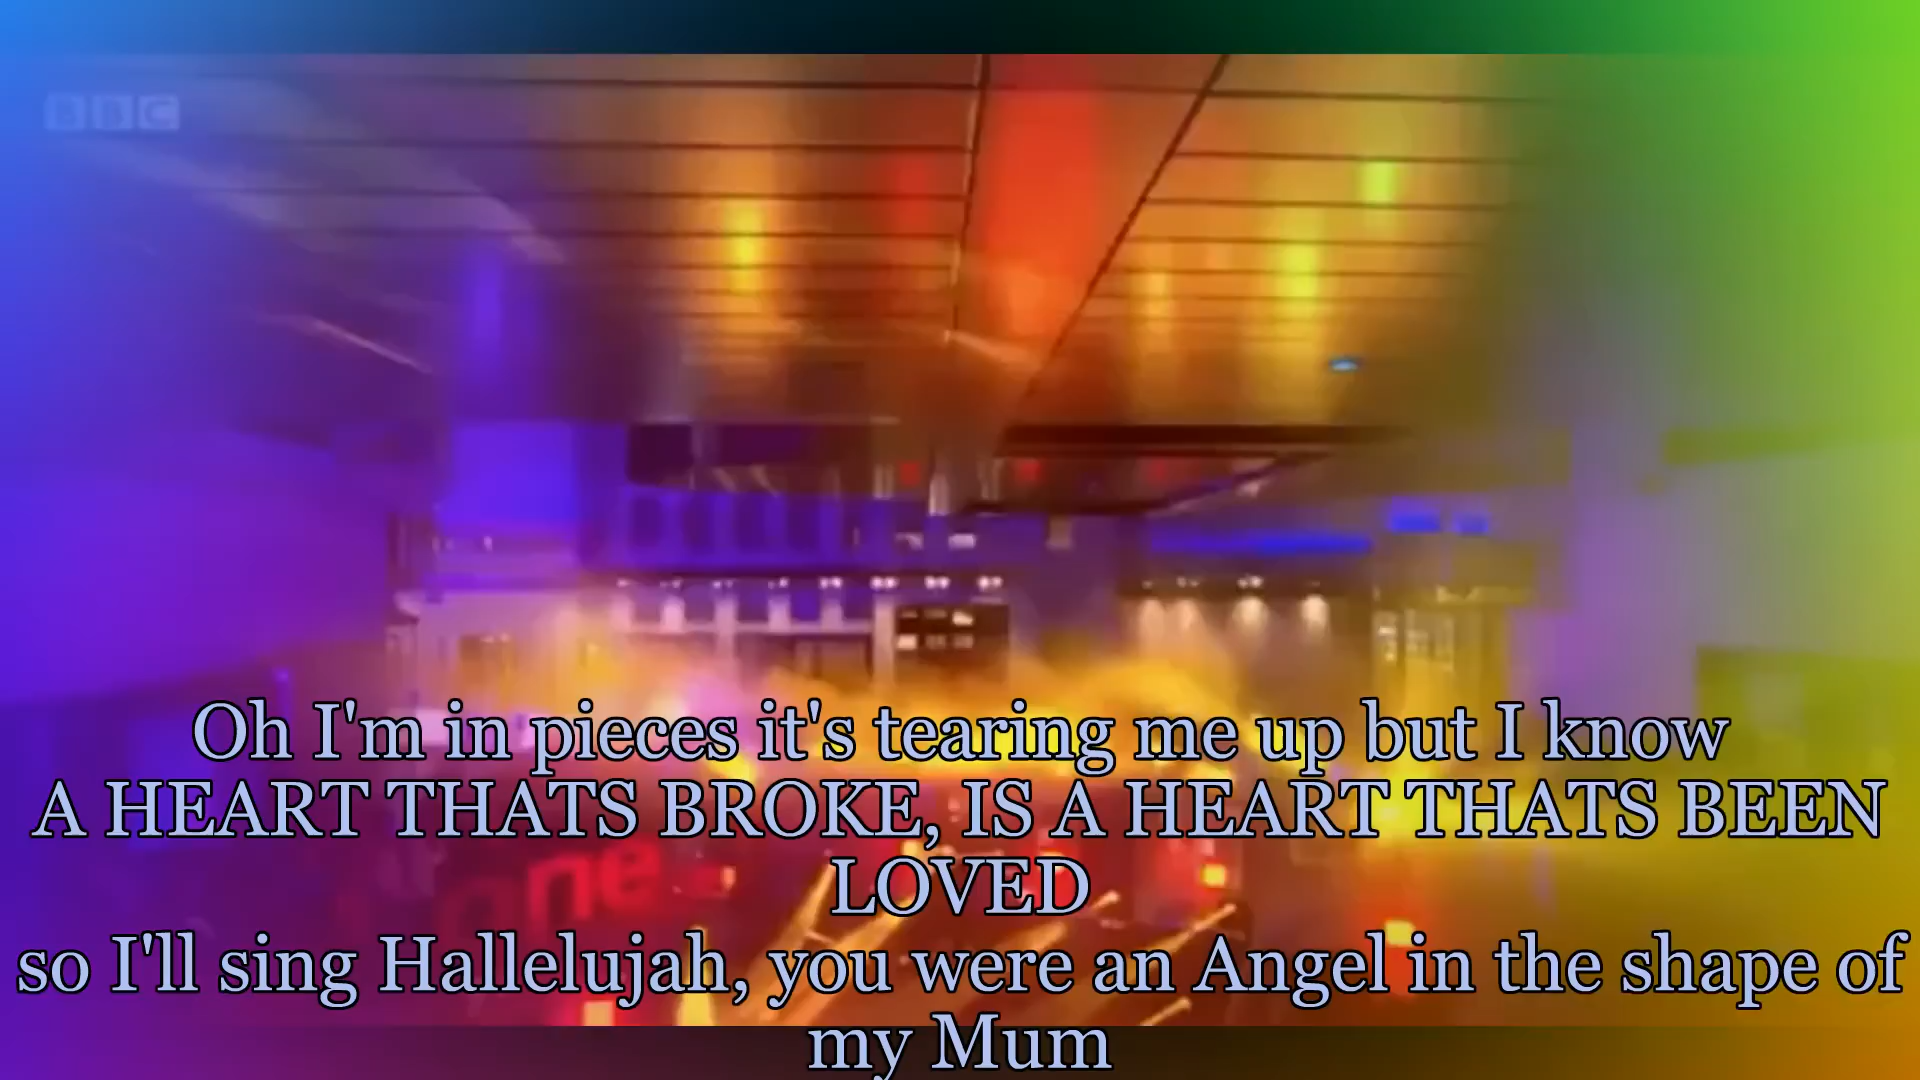 BBC
Oh I'm in pieces it's tearing me up but I know
A HEART THATS BROKE, IS A HEART THATS BEEN
LOVED
so I'll sing Hallelujah, you were an Angel in the shape of
my Mum